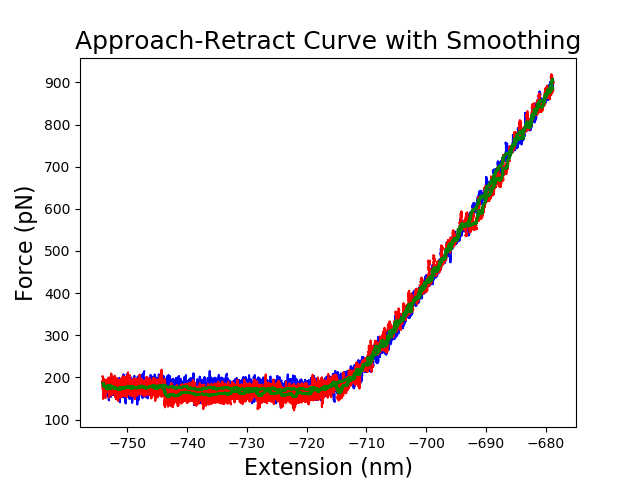 Approach-Retract Curve with Smoothing
900
800
700
600
500
400
300
200
100
Force (pN)
−750 −740 −730 −720 −710 −700 −690 −680
Extension (nm)